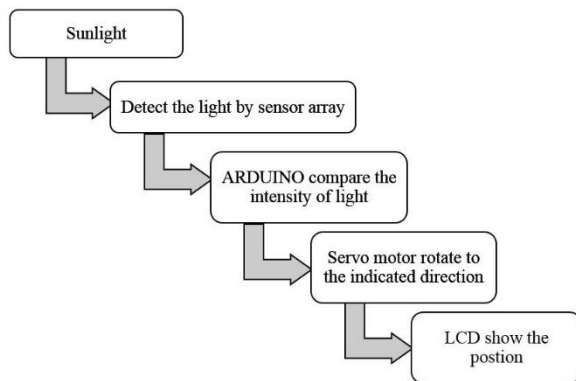 Sunlight
Detect the light by sensor array
ARDUINO compare the
intensity of light
Servo motor rotate to
the indicated direction
LCD show the
postion